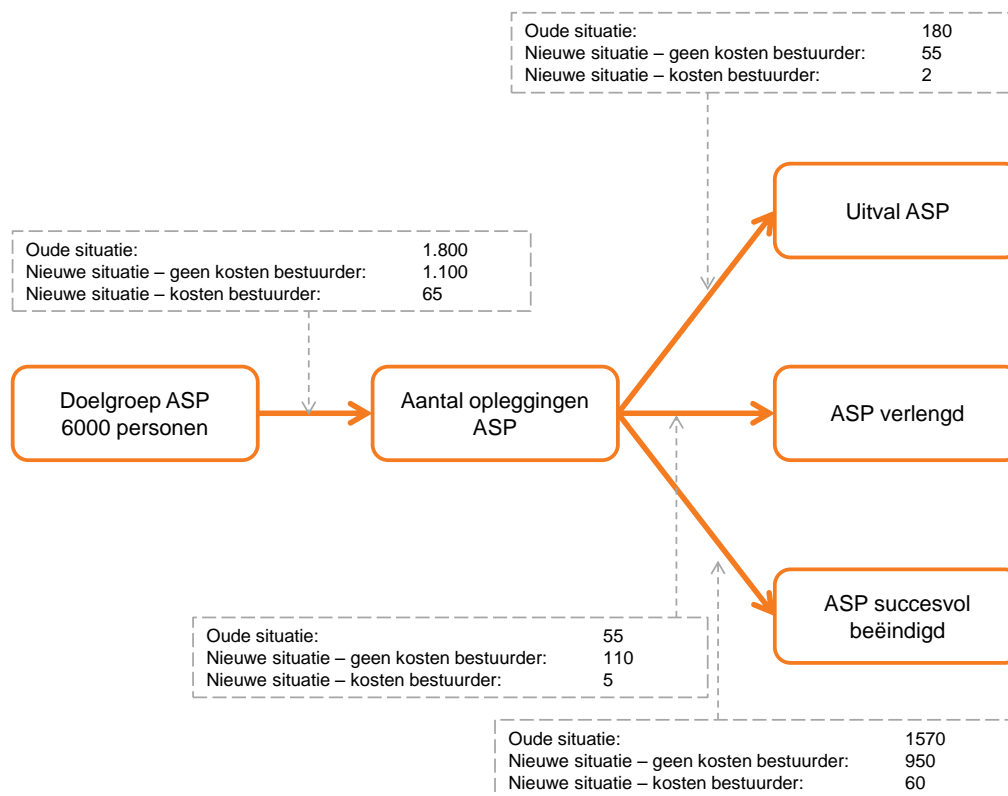 Oude situatie: 180
Nieuwe situatie – geen kosten bestuurder: 55
Nieuwe situatie – kosten bestuurder: 2
Uitval ASP
Oude situatie: 1.800
Nieuwe situatie – geen kosten bestuurder: 1.100
Nieuwe situatie – kosten bestuurder: 65
Doelgroep ASP
6000 personen
Aantal opleggingen
ASP
ASP verlengd
ASP succesvol
beëindigd
Oude situatie: 55
Nieuwe situatie – geen kosten bestuurder: 110
Nieuwe situatie – kosten bestuurder: 5
Oude situatie: 1570
Nieuwe situatie – geen kosten bestuurder: 950
Nieuwe situatie – kosten bestuurder: 60